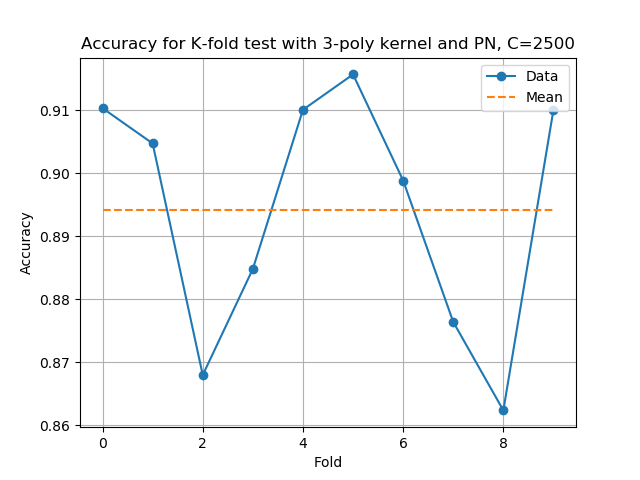 Accuracy for K-fold test with 3-poly kernel and PN, C=2500
Data
Mean
0.91
0.90
0.89
0.88
0.87
0.86
Accuracy
0
2
4
6
8
Fold